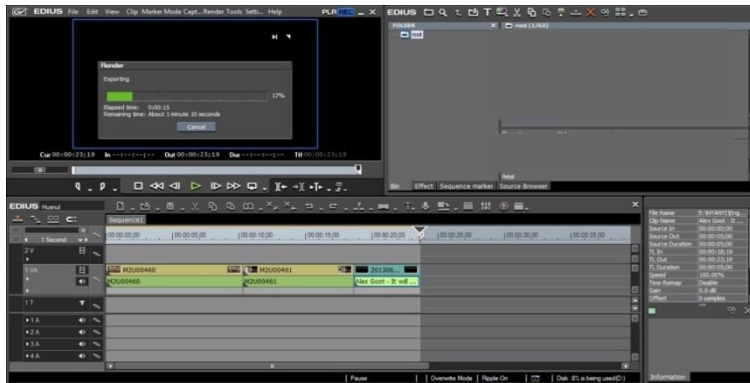 EDIUS File Edit View Clip Marker Mode Capt... Render Tools Setti... Help PLR REC
Render
Exporting
17%
Elapsed time: 0:00:15
Remaining time: About 1 minute 10 seconds
Cancel
Cur 00:00:23;19 In --:--:--;-- Out 00:00:23;19 Dur --:--:--;-- Ttl 00:00:23;19
EDIUS
FOLDER
root
root (1/62)
Bin Effect Sequence marker Source Browser
EDIUS
Sequence1
1 Second
00:00:00;00 00:00:05;00 00:00:10;00 00:00:15;00 00:00:20;00 00:00:25;00 00:00:30;00 00:00:35;00
2 V
1 VA
M2U00460 M2U00461 201306...
M2U00460 M2U00461 Alex Goot - It will ...
1 T
1 A
2 A
3 A
4 A
File Name
Clip Name Alex Goot - It ...
Source In 00:00:00;00
Source Out 00:00:05;00
Source Duration 00:00:05;00
TL In 00:00:18;19
TL Out 00:00:23;19
TL Duration 00:00:05;00
Speed 100.00%
Time Remap Disable
Gain 0.0 dB
Offset 0 samples
Information
Pause Overwrite Mode Ripple On Disk :8% is being used(D:)